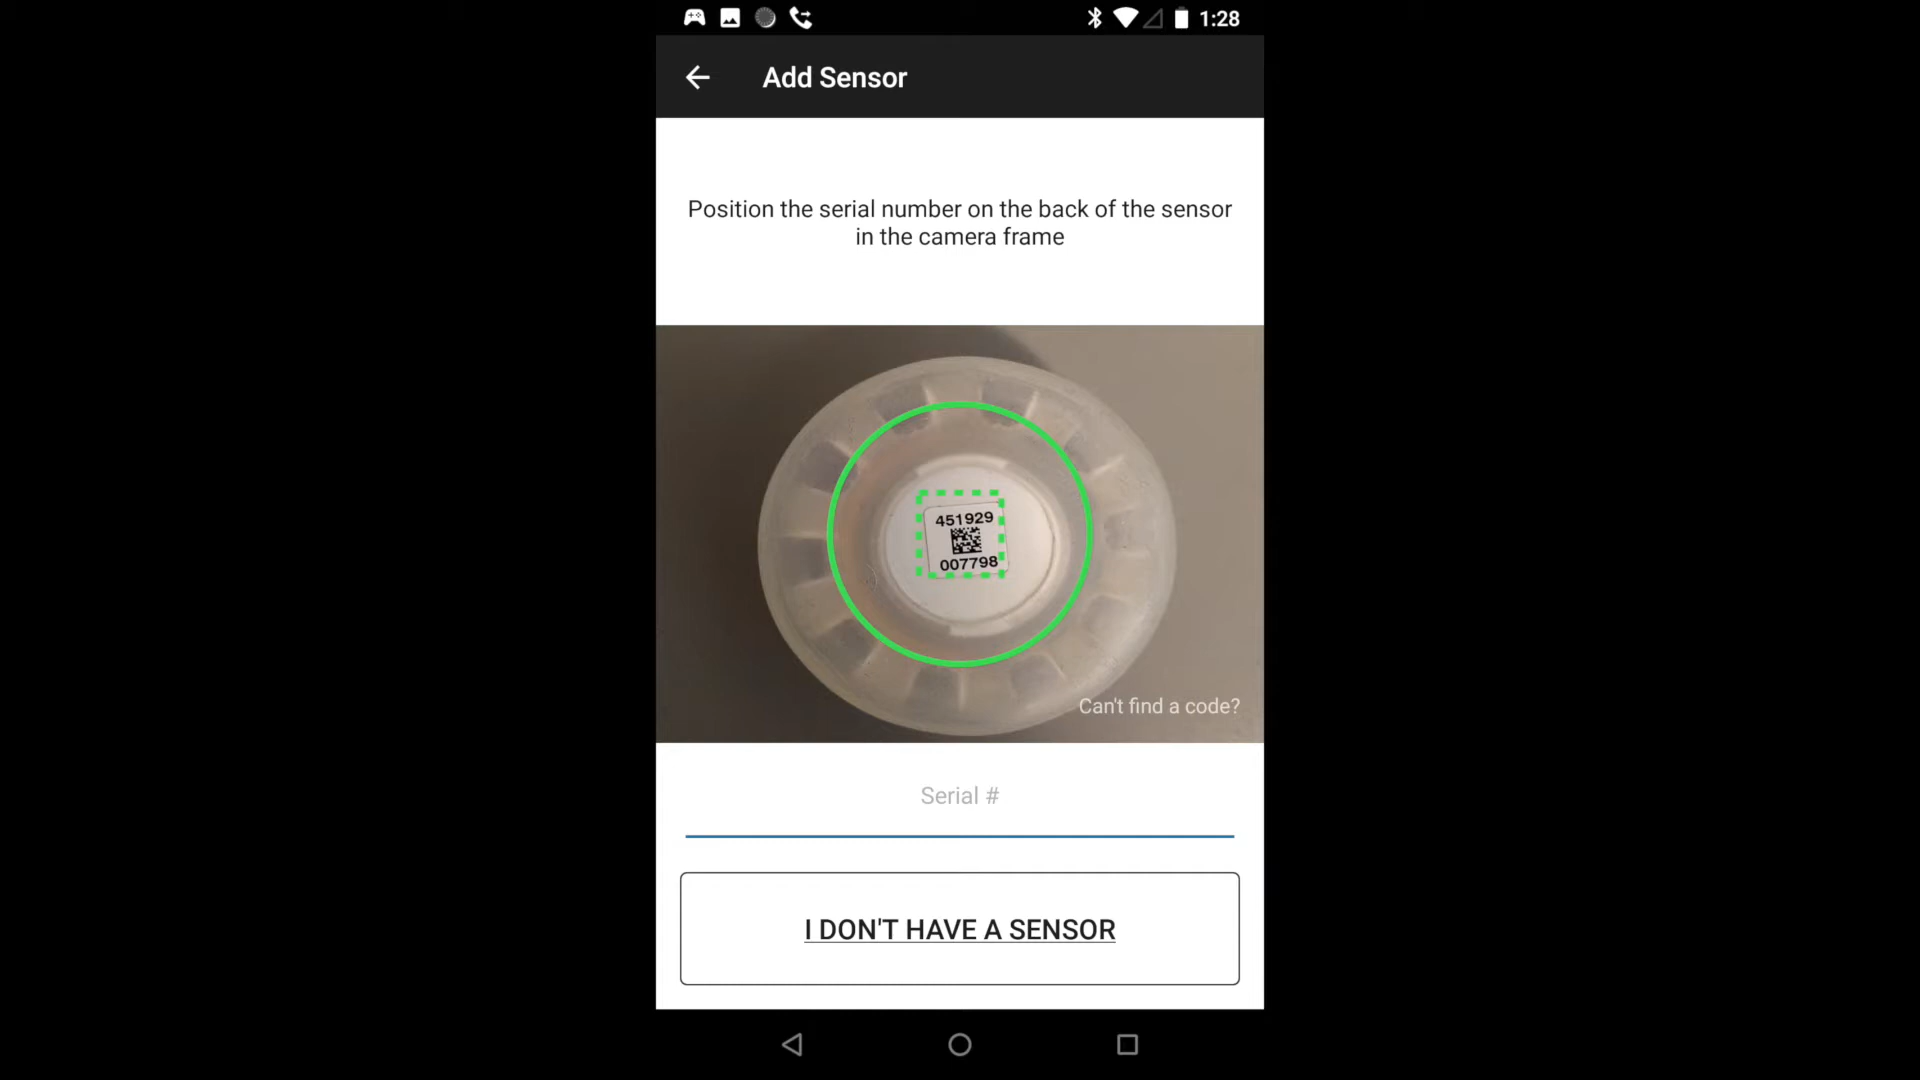 1:28
Add Sensor
Position the serial number on the back of the sensor
in the camera frame
451929
007798
Can't find a code?
Serial #
I DON'T HAVE A SENSOR